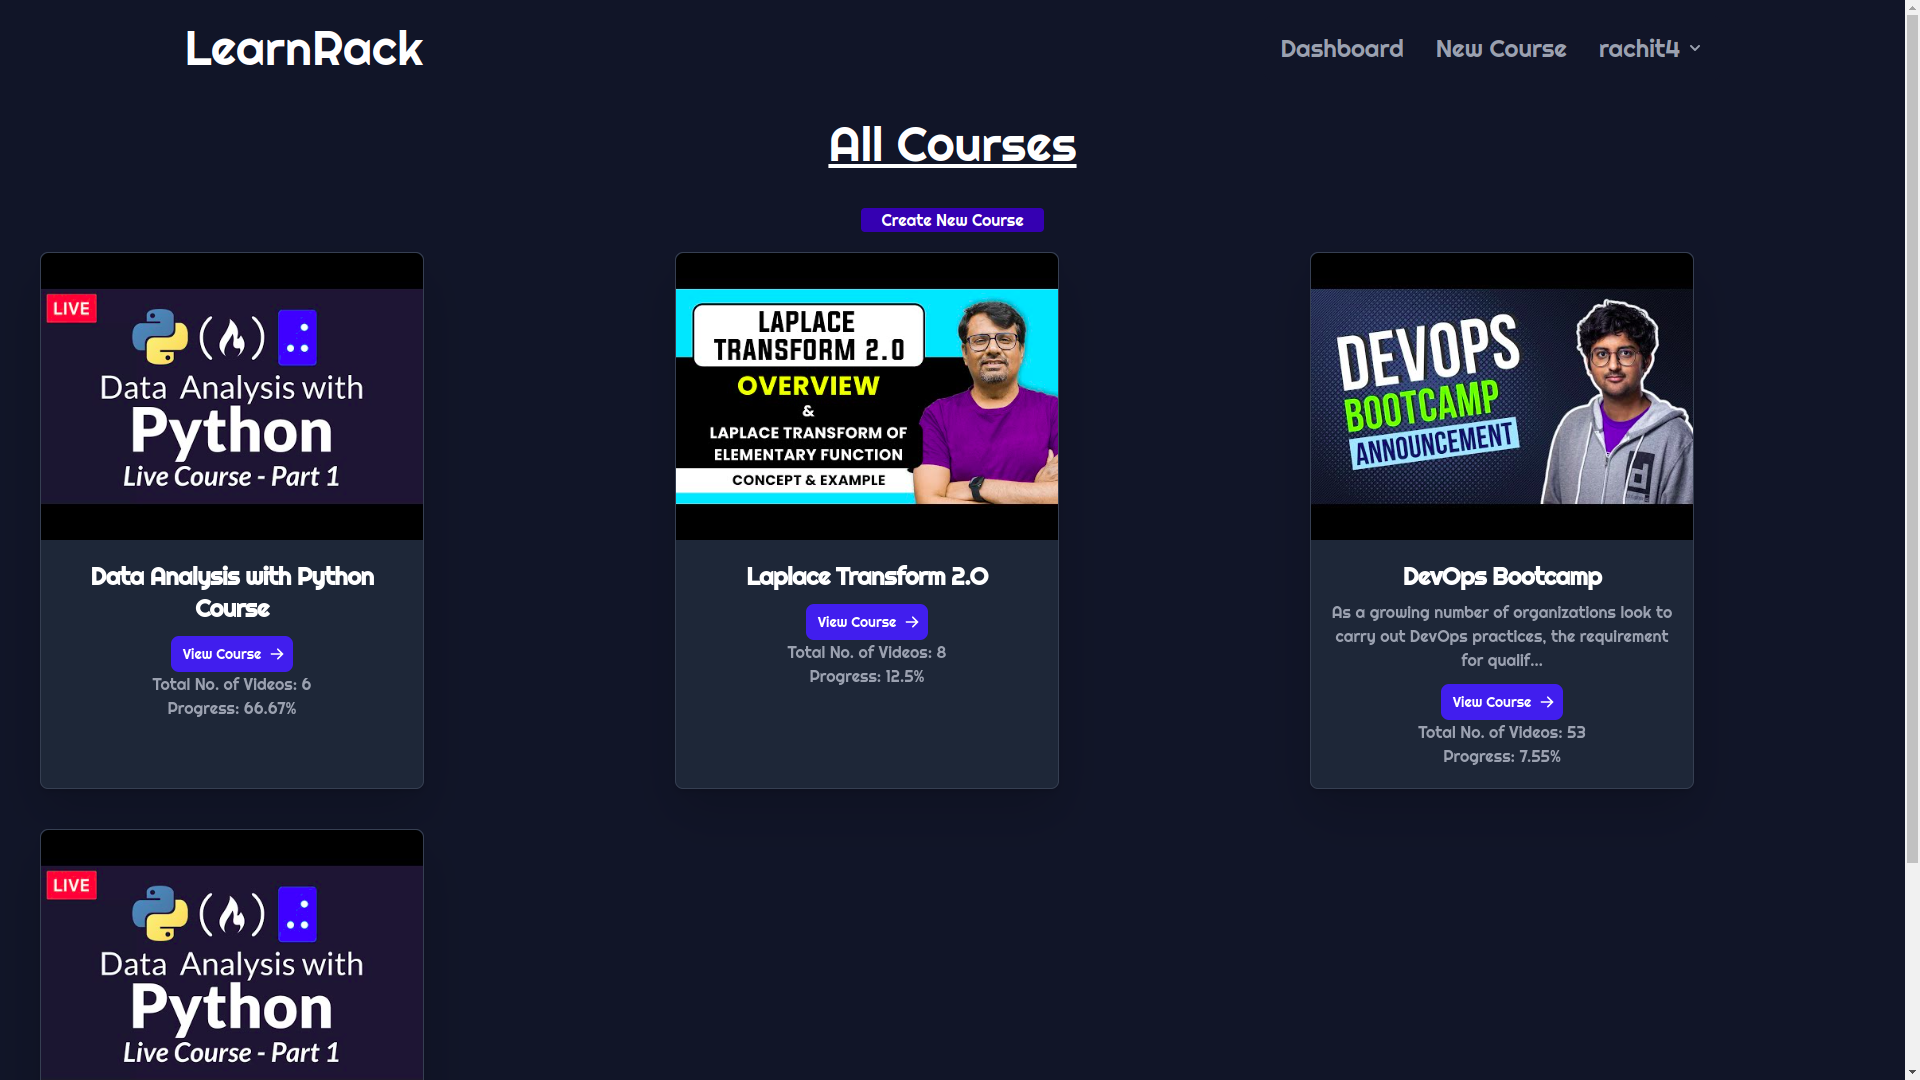 LearnRack
Dashboard
New Course
rachit4
All Courses
Create New Course
LIVE
Data Analysis with
Python
Live Course - Part 1
Data Analysis with Python
Course
View Course
Total No. of Videos: 6
Progress: 66.67%
LAPLACE
TRANSFORM 2.0
OVERVIEW
&
LAPLACE TRANSFORM OF
ELEMENTARY FUNCTION
CONCEPT & EXAMPLE
Laplace Transform 2.0
View Course
Total No. of Videos: 8
Progress: 12.5%
DEVOPS
BOOTCAMP
ANNOUNCEMENT
DevOps Bootcamp
As a growing number of organizations look to
carry out DevOps practices, the requirement
for qualif...
View Course
Total No. of Videos: 53
Progress: 7.55%
LIVE
Data Analysis with
Python
Live Course - Part 1